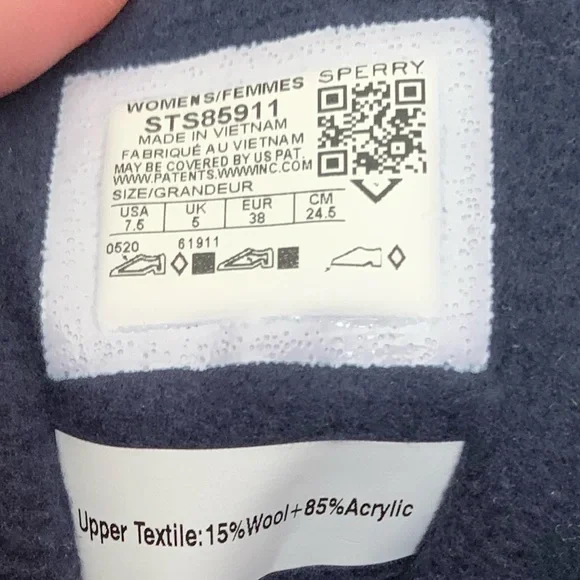 WOMENS/FEMMES SPERRY
STS85911
MADE IN VIETNAM
FABRIQUÉ AU VIETNAM
MAY BE COVERED BY US PAT.
WWW.PATENTS.WWWINC.COM
SIZE/GRANDEUR
USA UK EUR CM
7.5 5 38 24.5
0520 61911
Upper Textile:15%Wool+85%Acrylic